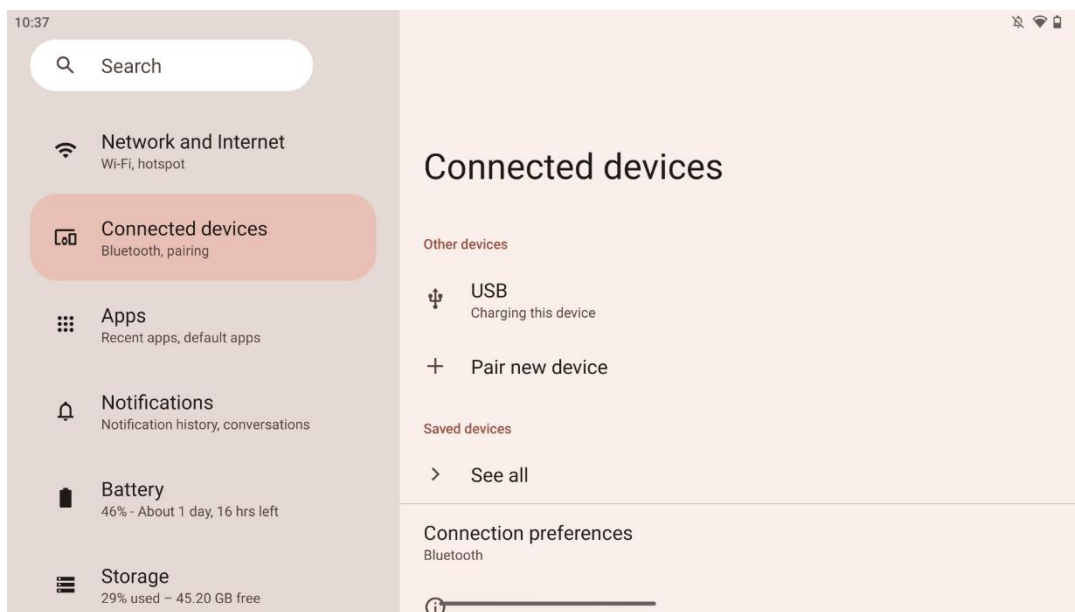 10:37
Search
Network and Internet
Wi-Fi, hotspot
Connected devices
Bluetooth, pairing
Apps
Recent apps, default apps
Notifications
Notification history, conversations
Battery
46% - About 1 day, 16 hrs left
Storage
29% used – 45.20 GB free
Connected devices
Other devices
USB
Charging this device
Pair new device
Saved devices
See all
Connection preferences
Bluetooth